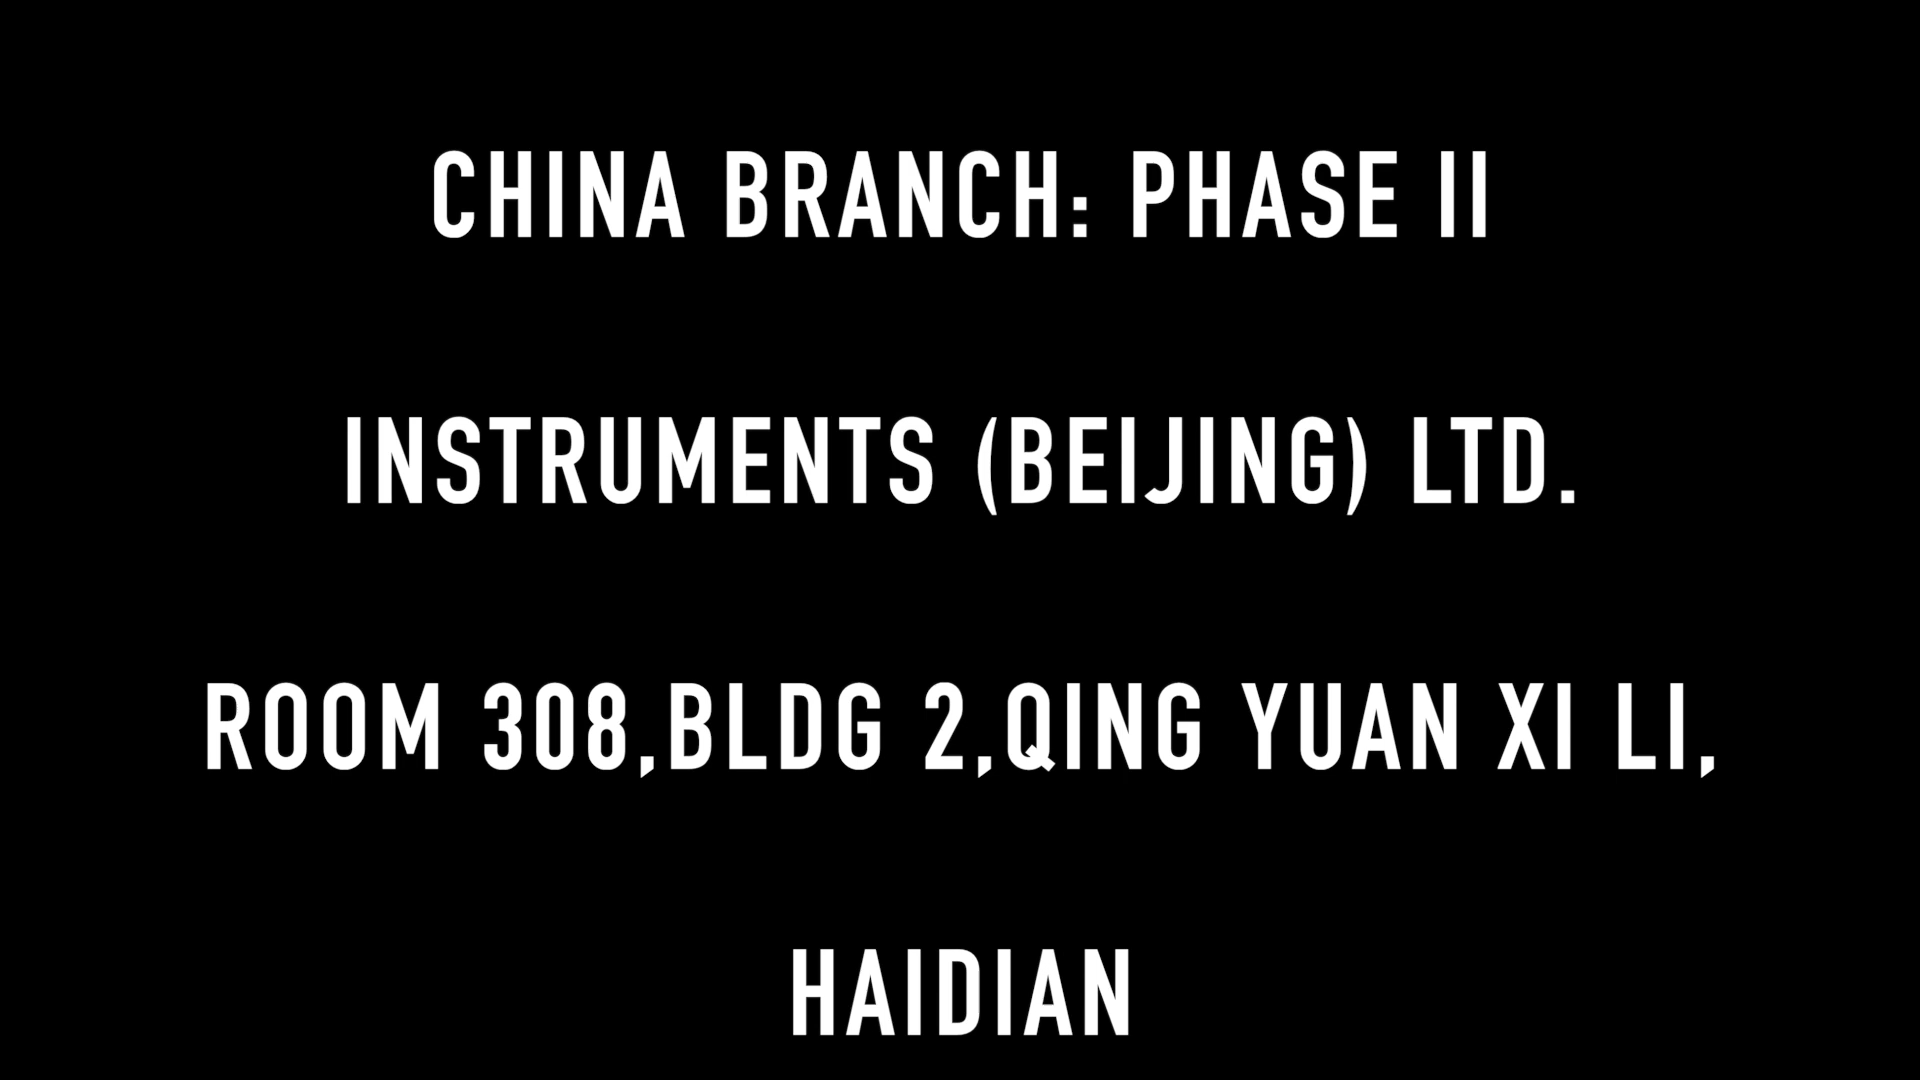 CHINA BRANCH: PHASE II
INSTRUMENTS (BEIJING) LTD.
ROOM 308,BLDG 2,QING YUAN XI LI,
HAIDIAN